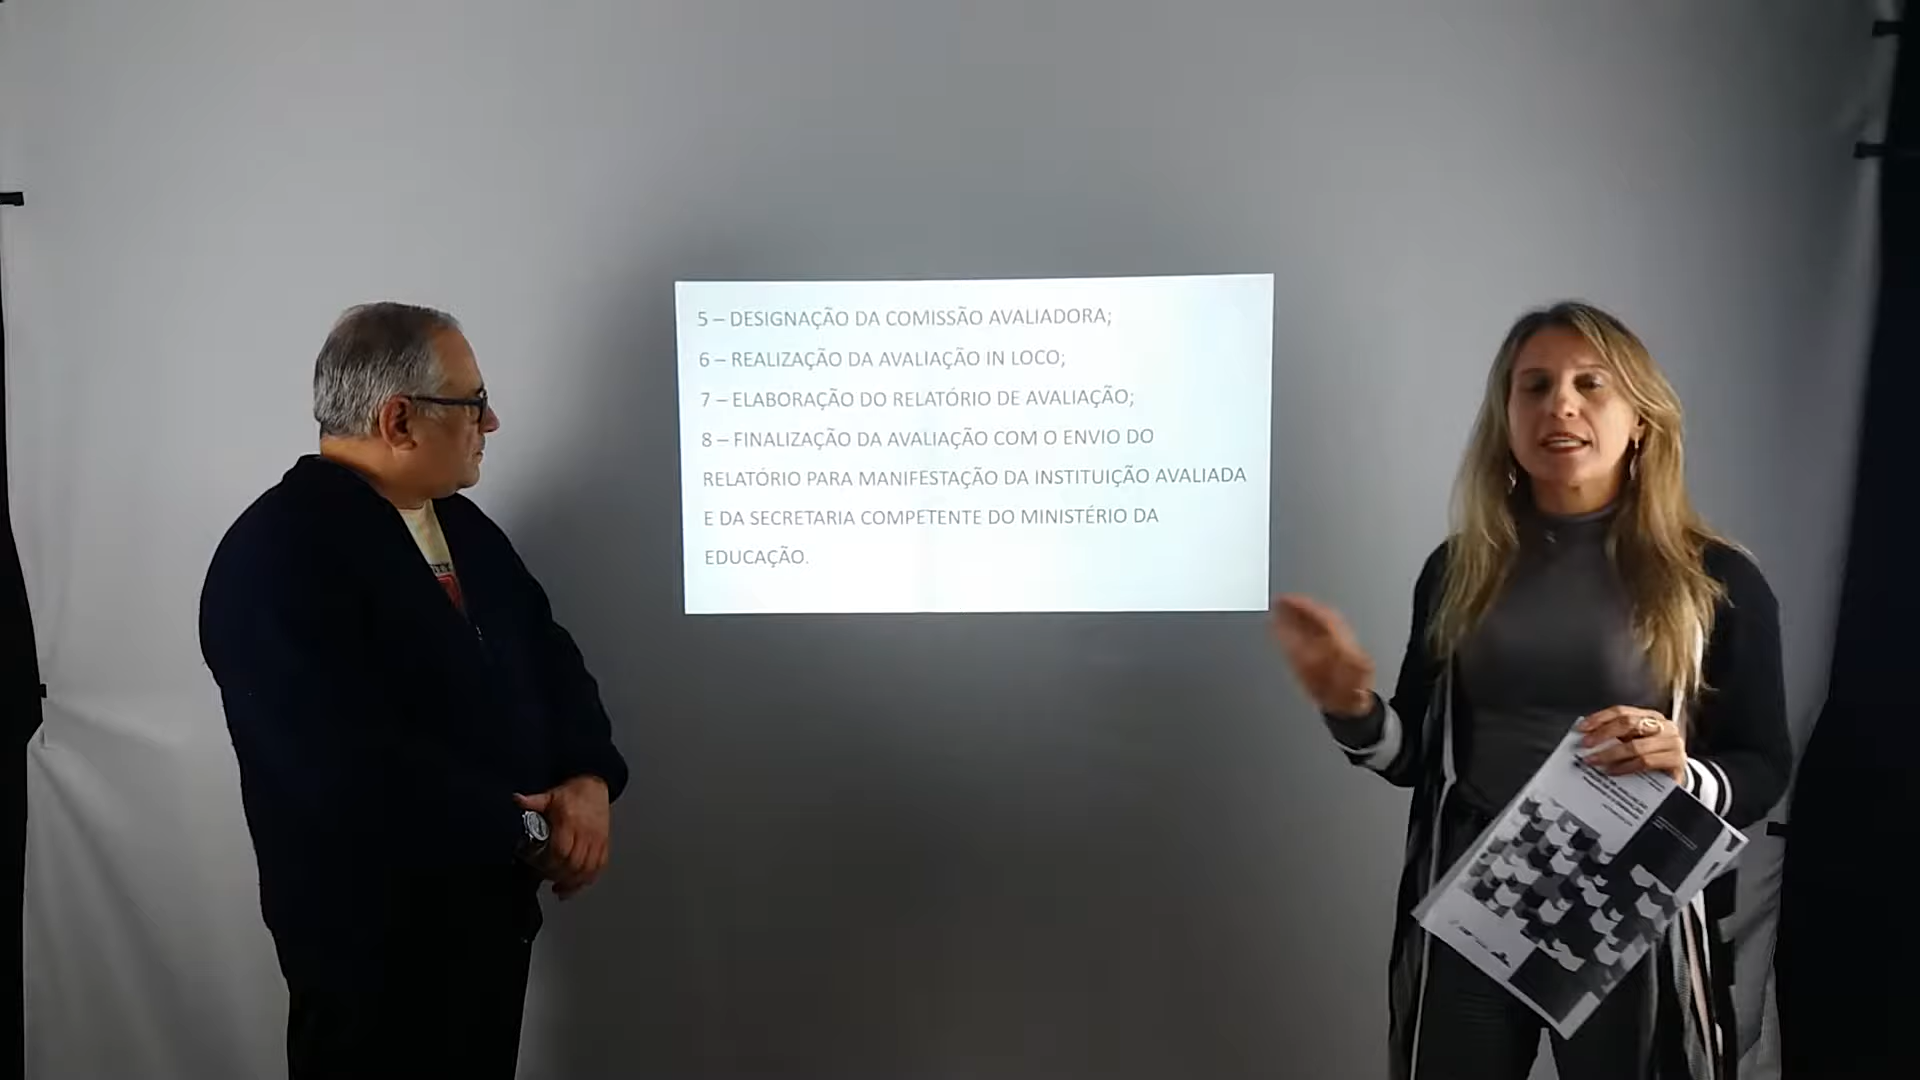 5 – DESIGNAÇÃO DA COMISSÃO AVALIADORA;
6 – REALIZAÇÃO DA AVALIAÇÃO IN LOCO;
7 – ELABORAÇÃO DO RELATÓRIO DE AVALIAÇÃO;
8 – FINALIZAÇÃO DA AVALIAÇÃO COM O ENVIO DO
RELATÓRIO PARA MANIFESTAÇÃO DA INSTITUIÇÃO AVALIADA
E DA SECRETARIA COMPETENTE DO MINISTÉRIO DA
EDUCAÇÃO.